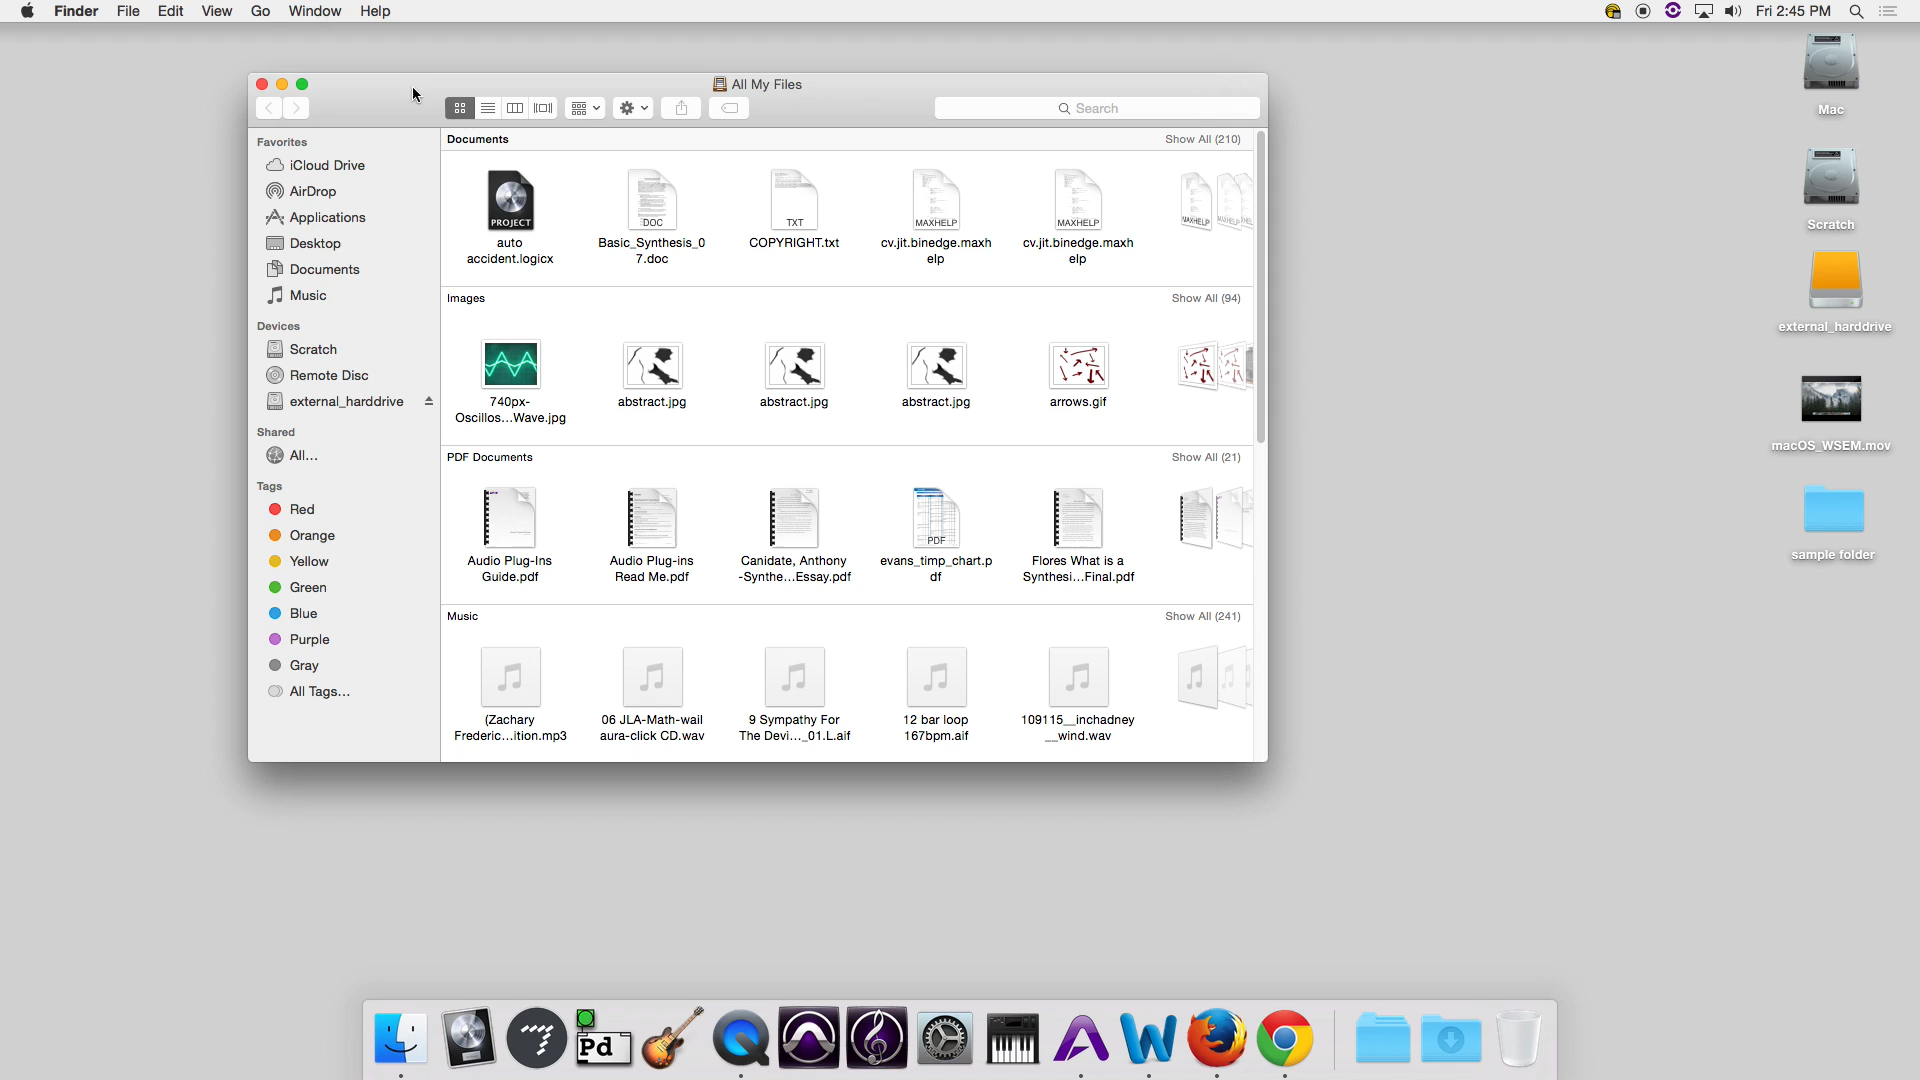 Finder File Edit View Go Window Help Fri 2:45 PM
All My Files
Search
Favorites
iCloud Drive
AirDrop
Applications
Desktop
Documents
Music
Devices
Scratch
Remote Disc
external_harddrive
Shared
All...
Tags
Red
Orange
Yellow
Green
Blue
Purple
Gray
All Tags...
Documents Show All (210)
PROJECT DOC TXT MAXHELP MAXHELP MAXHELP
auto Basic_Synthesis_0 COPYRIGHT.txt cv.jit.binedge.maxh cv.jit.binedge.maxh
accident.logicx 7.doc elp elp
Images Show All (94)
740px- abstract.jpg abstract.jpg abstract.jpg arrows.gif
Oscillos...Wave.jpg
PDF Documents Show All (21)
PDF
Audio Plug-Ins Audio Plug-ins Canidate, Anthony evans_timp_chart.p Flores What is a
Guide.pdf Read Me.pdf -Synthe...Essay.pdf df Synthesi...Final.pdf
Music Show All (241)
(Zachary 06 JLA-Math-wail 9 Sympathy For 12 bar loop 109115__inchadney
Frederic...ition.mp3 aura-click CD.wav The Devi..._01.L.aif 167bpm.aif __wind.wav
Mac
Scratch
external_harddrive
macOS_WSEM.mov
sample folder
Pd